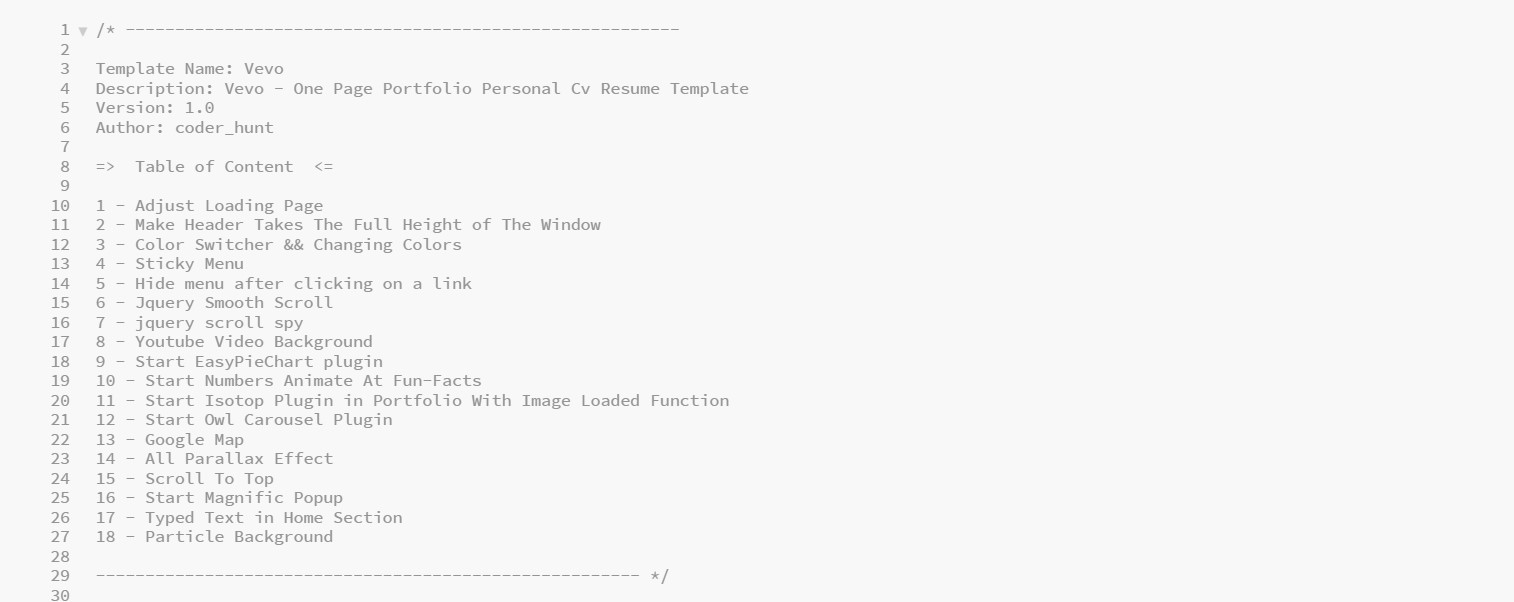 1 ▼ /* --------------------------------------------------------
2
3 Template Name: Vevo
4 Description: Vevo - One Page Portfolio Personal Cv Resume Template
5 Version: 1.0
6 Author: coder_hunt
7
8 =>  Table of Content  <=
9
10 1 - Adjust Loading Page
11 2 - Make Header Takes The Full Height of The Window
12 3 - Color Switcher && Changing Colors
13 4 - Sticky Menu
14 5 - Hide menu after clicking on a link
15 6 - Jquery Smooth Scroll
16 7 - jquery scroll spy
17 8 - Youtube Video Background
18 9 - Start EasyPieChart plugin
19 10 - Start Numbers Animate At Fun-Facts
20 11 - Start Isotop Plugin in Portfolio With Image Loaded Function
21 12 - Start Owl Carousel Plugin
22 13 - Google Map
23 14 - All Parallax Effect
24 15 - Scroll To Top
25 16 - Start Magnific Popup
26 17 - Typed Text in Home Section
27 18 - Particle Background
28
29 ------------------------------------------------------- */
30